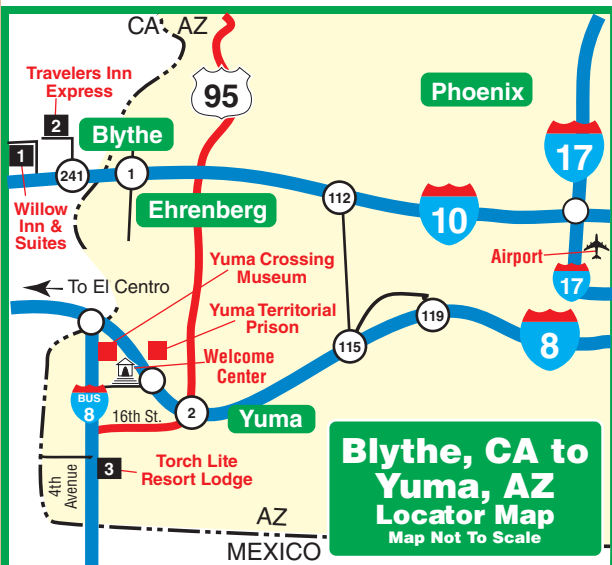 CA AZ
Travelers Inn
Express
95
Phoenix
2
Blythe
17
1
241
1
112
10
Willow
Inn &
Suites
Ehrenberg
Airport
Yuma Crossing
Museum
17
To El Centro
Yuma Territorial
Prison
119
115
8
Welcome
Center
BUS
8
16th St.
2
Yuma
4th
Avenue
3
Torch Lite
Resort Lodge
Blythe, CA to
Yuma, AZ
Locator Map
Map Not To Scale
AZ
MEXICO